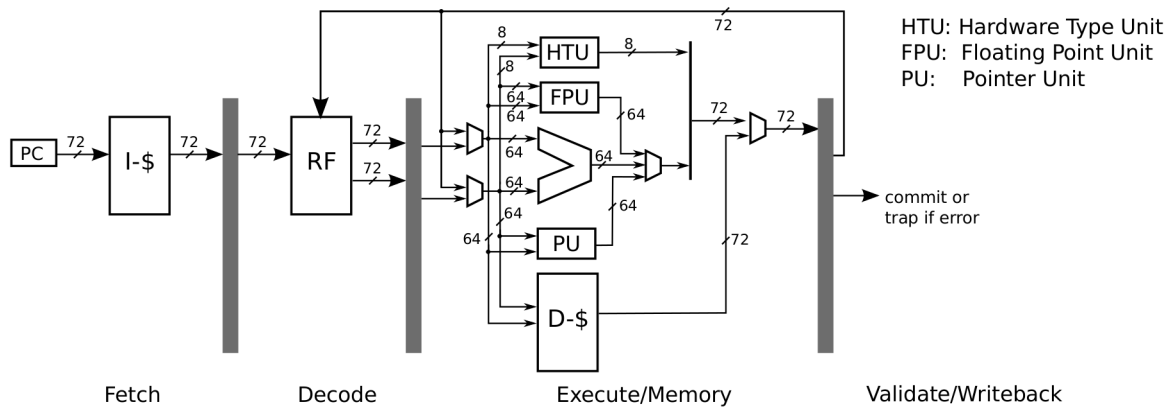 72
HTU: Hardware Type Unit
FPU: Floating Point Unit
PU: Pointer Unit
8
HTU
8
8
FPU
64
64
64
72
72
PC
72
I-$
72
72
RF
72
72
64
64
64
64
64
64
PU
64
72
D-$
commit or
trap if error
Fetch
Decode
Execute/Memory
Validate/Writeback